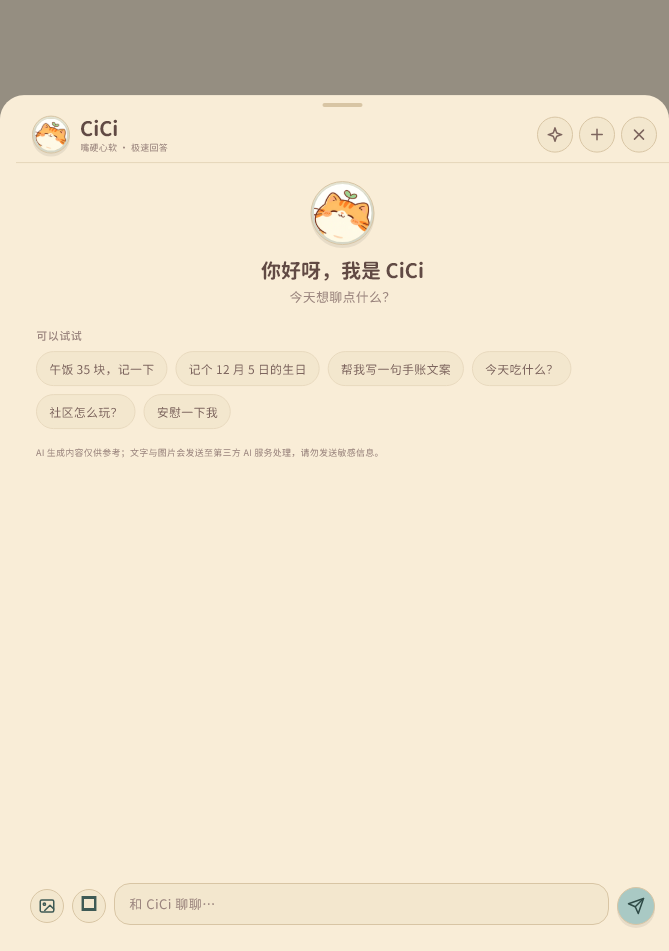 CiCi
嘴硬心软 · 极速回答
你好呀，我是 CiCi
今天想聊点什么？
可以试试
午饭 35 块，记一下
记个 12 月 5 日的生日
帮我写一句手账文案
今天吃什么？
社区怎么玩？
安慰一下我
AI 生成内容仅供参考；文字与图片会发送至第三方 AI 服务处理，请勿发送敏感信息。
和 CiCi 聊聊…